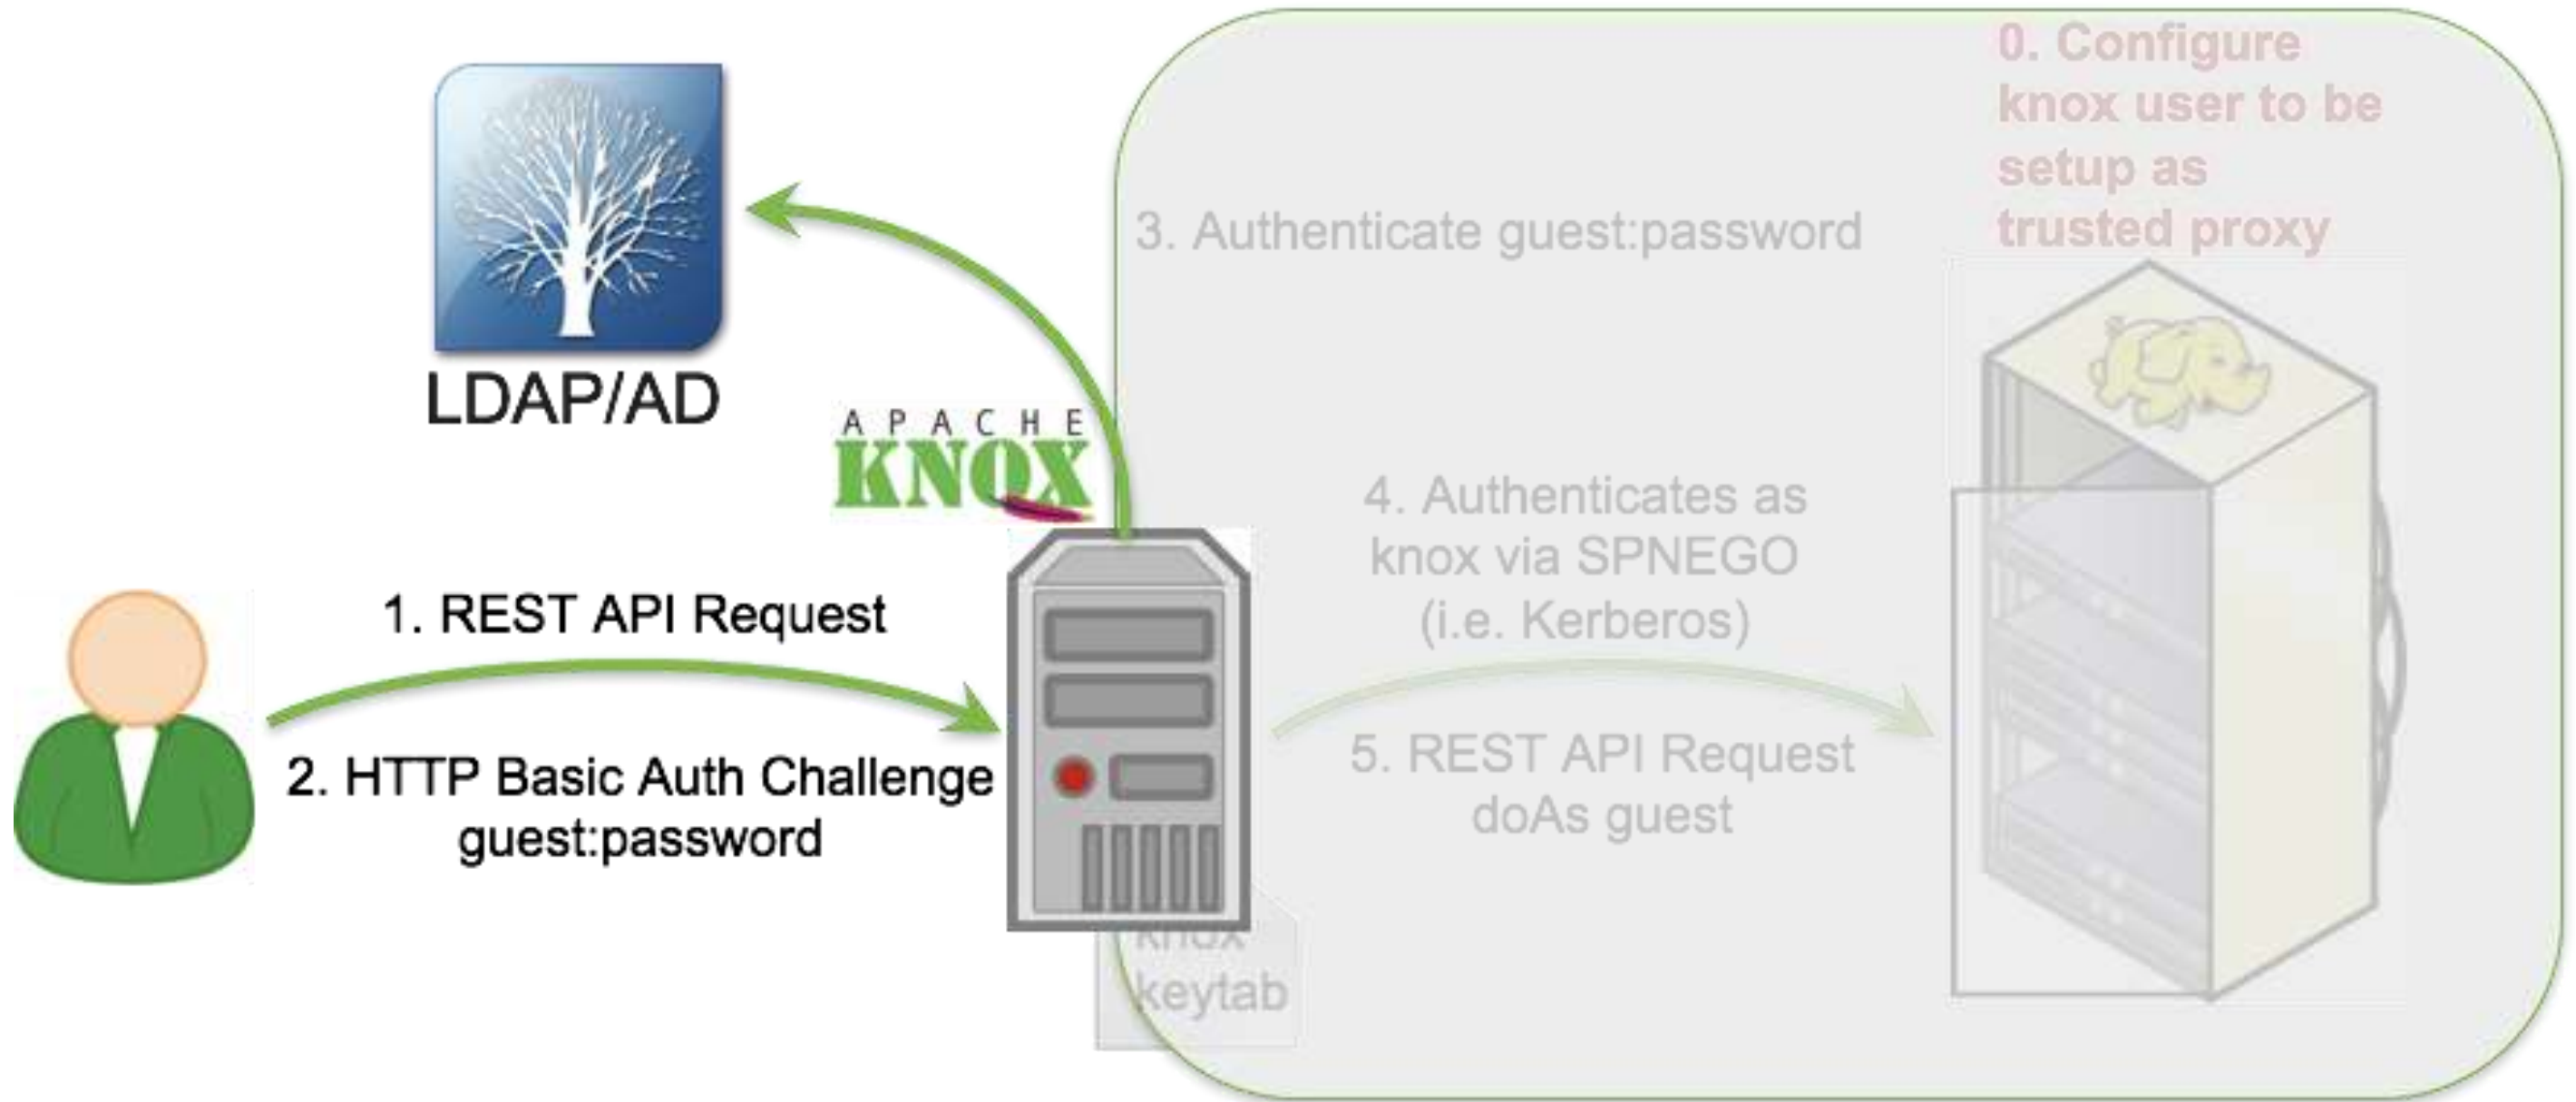 0. Configure
knox user to be
setup as
trusted proxy
LDAP/AD
3. Authenticate guest:password
APACHE
KNOX
4. Authenticates as
knox via SPNEGO
(i.e. Kerberos)
1. REST API Request
2. HTTP Basic Auth Challenge
guest:password
5. REST API Request
doAs guest
knox
keytab